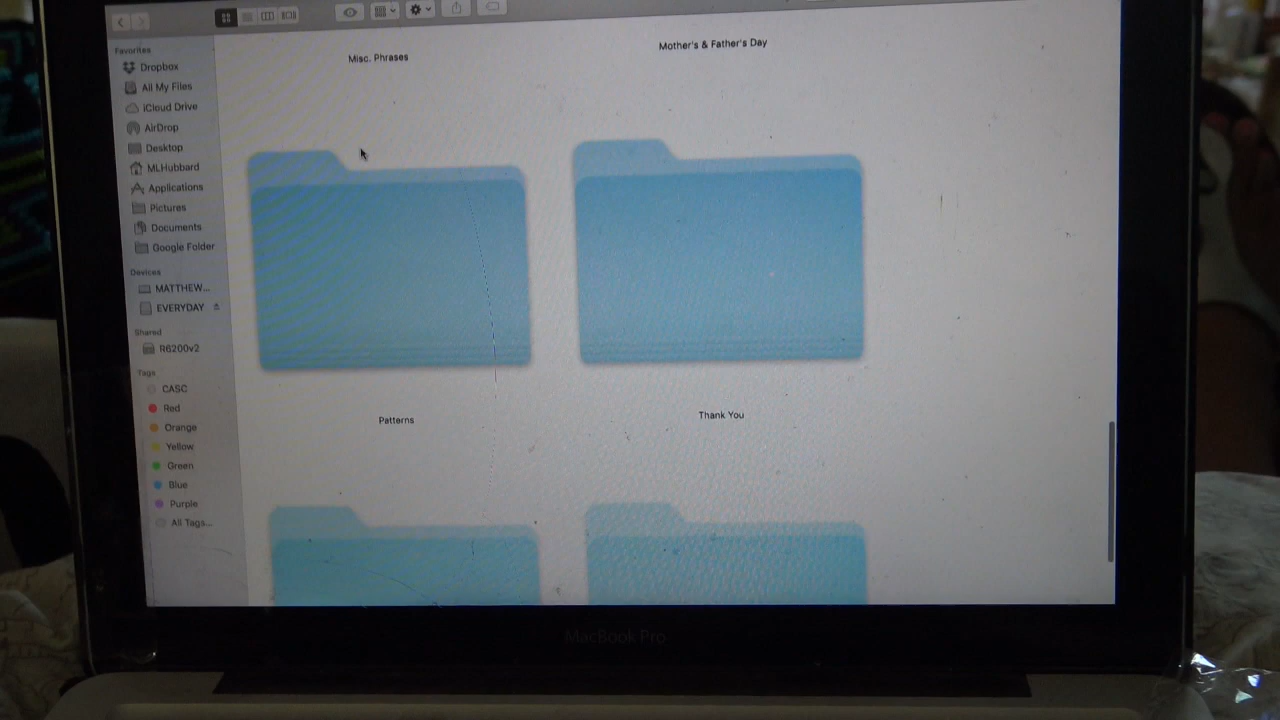 Favorites
Dropbox
All My Files
iCloud Drive
AirDrop
Desktop
MLHubbard
Applications
Pictures
Documents
Google Folder
Devices
MATTHEW...
EVERYDAY
Shared
R6200v2
Tags
CASC
Red
Orange
Yellow
Green
Blue
Purple
All Tags...
Misc. Phrases
Mother's & Father's Day
Patterns
Thank You
MacBook Pro